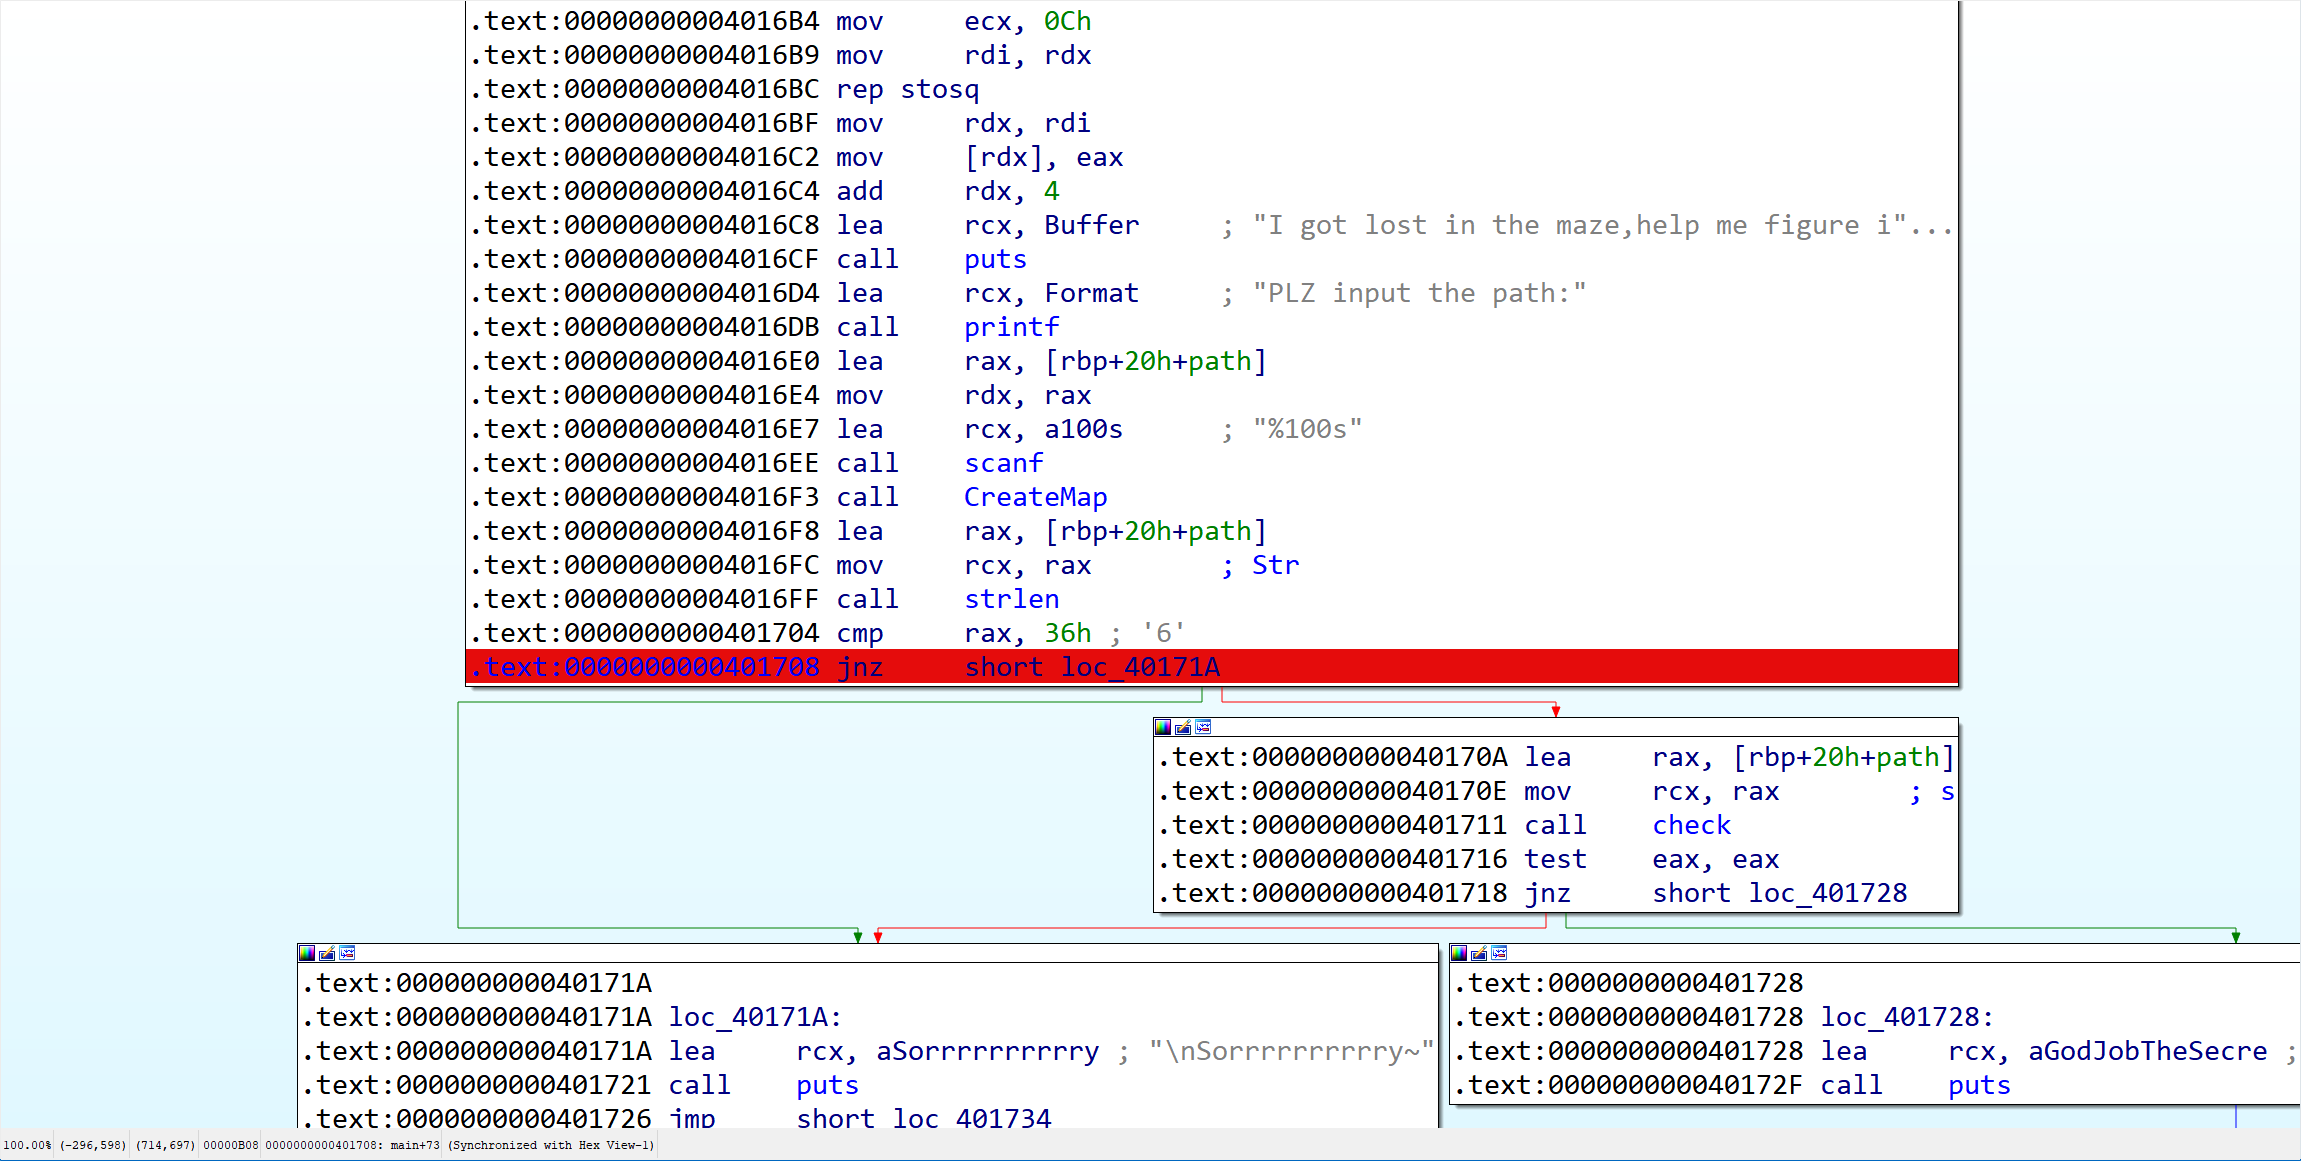 .text:00000000004016B4 mov ecx, 0Ch
.text:00000000004016B9 mov rdi, rdx
.text:00000000004016BC rep stosq
.text:00000000004016BF mov rdx, rdi
.text:00000000004016C2 mov [rdx], eax
.text:00000000004016C4 add rdx, 4
.text:00000000004016C8 lea rcx, Buffer ; "I got lost in the maze,help me figure i"...
.text:00000000004016CF call puts
.text:00000000004016D4 lea rcx, Format ; "PLZ input the path:"
.text:00000000004016DB call printf
.text:00000000004016E0 lea rax, [rbp+20h+path]
.text:00000000004016E4 mov rdx, rax
.text:00000000004016E7 lea rcx, a100s ; "%100s"
.text:00000000004016EE call scanf
.text:00000000004016F3 call CreateMap
.text:00000000004016F8 lea rax, [rbp+20h+path]
.text:00000000004016FC mov rcx, rax ; Str
.text:00000000004016FF call strlen
.text:0000000000401704 cmp rax, 36h ; '6'
.text:0000000000401708 jnz short loc_40171A
.text:000000000040170A lea rax, [rbp+20h+path]
.text:000000000040170E mov rcx, rax ; s
.text:0000000000401711 call check
.text:0000000000401716 test eax, eax
.text:0000000000401718 jnz short loc_401728
.text:000000000040171A
.text:000000000040171A loc_40171A:
.text:000000000040171A lea rcx, aSorrrrrrrrrry ; "\nSorrrrrrrrrry~"
.text:0000000000401721 call puts
.text:0000000000401726 jmp short loc_401734
.text:0000000000401728
.text:0000000000401728 loc_401728:
.text:0000000000401728 lea rcx, aGodJobTheSecre ;
.text:000000000040172F call puts
100.00% (-296,598) (714,697) 00000B08 0000000000401708: main+73 (Synchronized with Hex View-1)